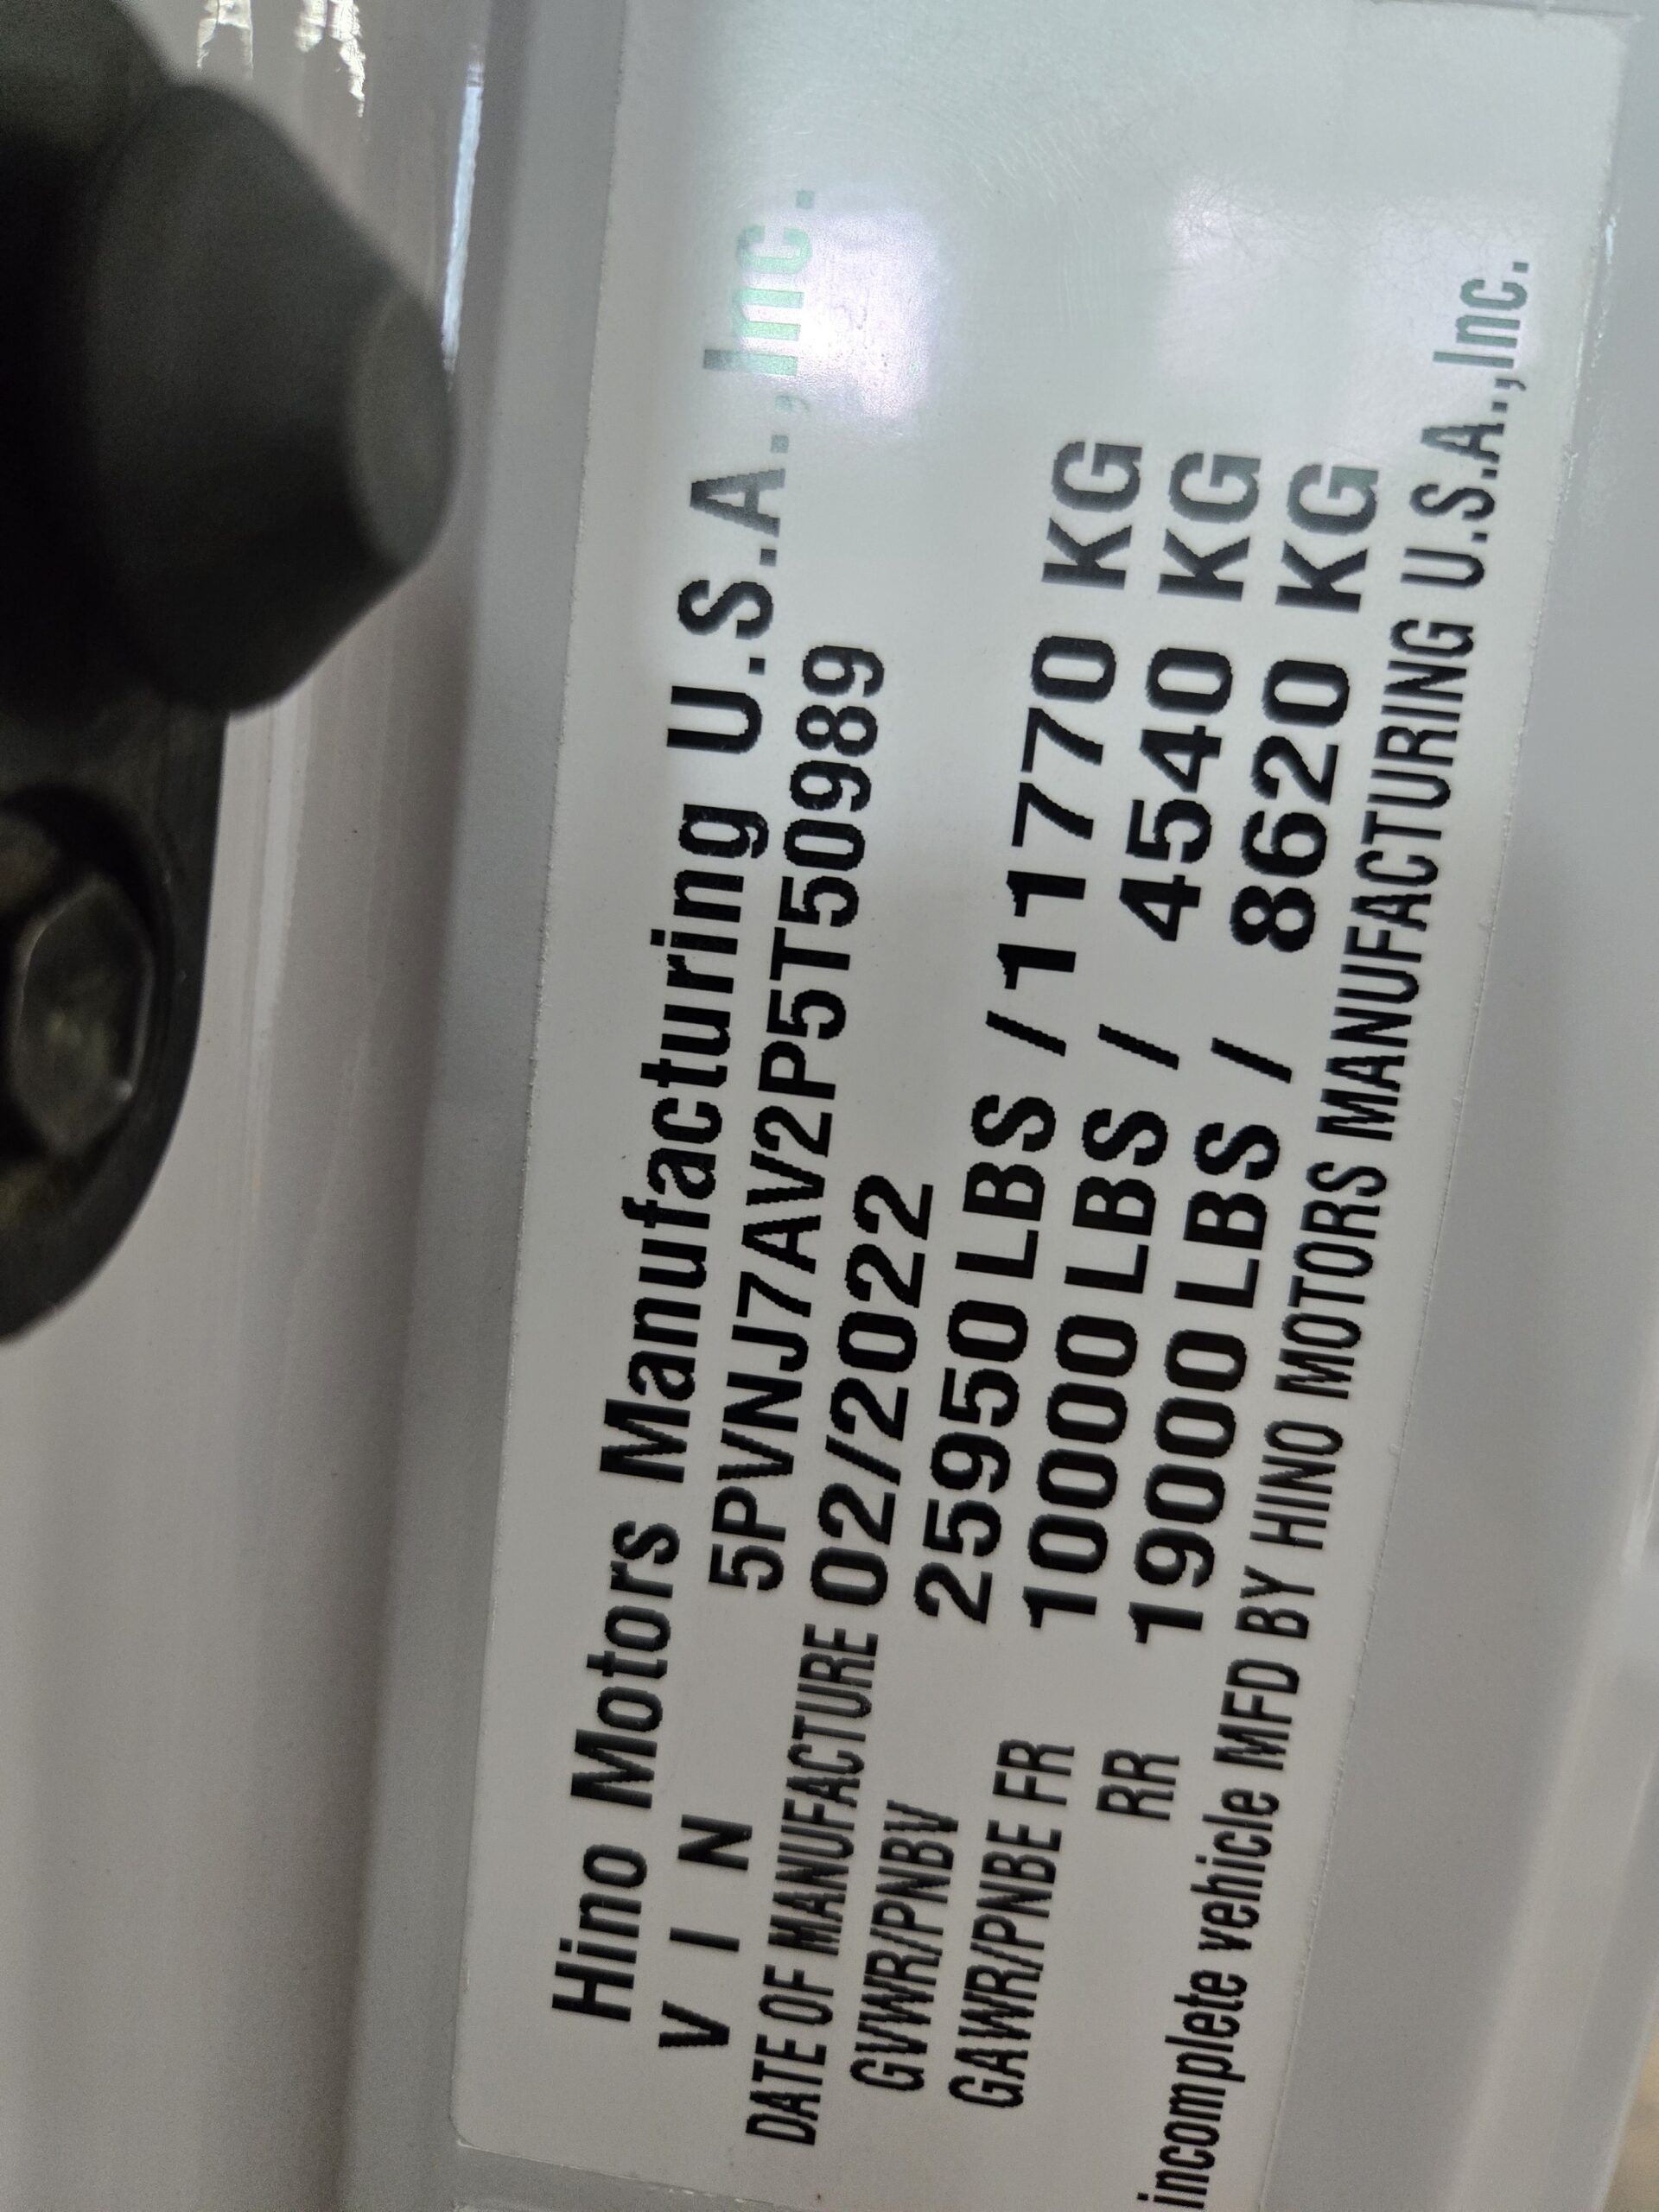 Hino Motors Manufacturing U.S.A.,Inc.
V I N 5PVNJ7AV2P5T50989
DATE OF MANUFACTURE 02/2022
GVWR/PNBV 25950 LBS / 11770 KG
GAWR/PNBE FR 10000 LBS / 4540 KG
RR 19000 LBS / 8620 KG
incomplete vehicle MFD BY HINO MOTORS MANUFACTURING U.S.A.,Inc.